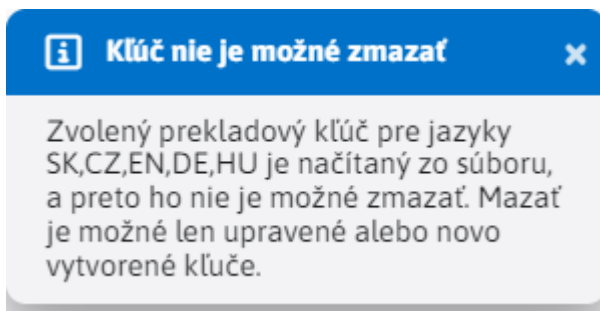 Kľúč nie je možné zmazať
Zvolený prekladový kľúč pre jazyky
SK,CZ,EN,DE,HU je načítaný zo súboru,
a preto ho nie je možné zmazať. Mazať
je možné len upravené alebo novo
vytvorené kľuče.